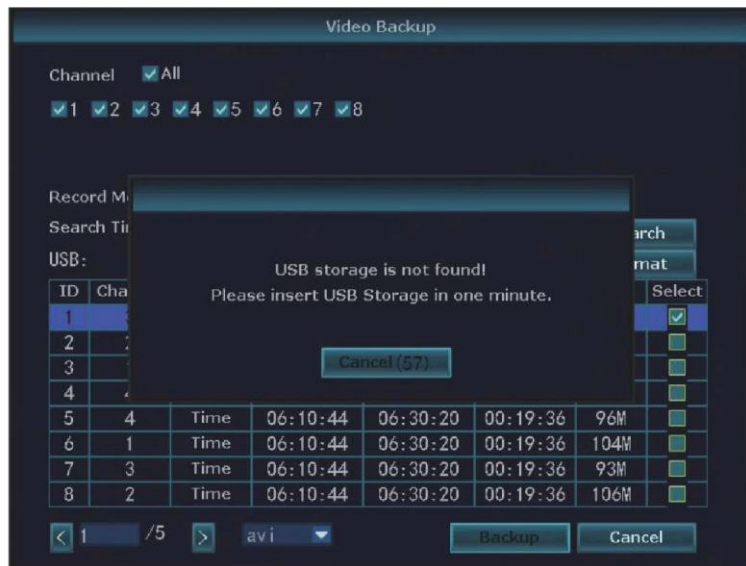 Video Backup
Channel All
1 2 3 4 5 6 7 8
Record M
Search Ti arch
USB: mat
USB storage is not found!
Please insert USB Storage in one minute.
Cancel(57)
ID Cha Select
1
2
3
4
5 4 Time 06:10:44 06:30:20 00:19:36 96M
6 1 Time 06:10:44 06:30:20 00:19:36 104M
7 3 Time 06:10:44 06:30:20 00:19:36 93M
8 2 Time 06:10:44 06:30:20 00:19:36 106M
< 1 /5 > avi Backup Cancel